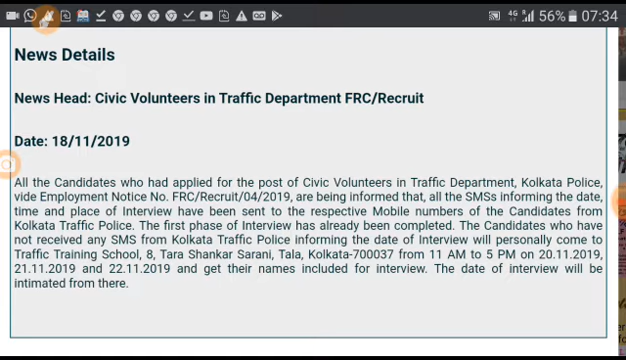 4G
56%
07:34
News Details
News Head: Civic Volunteers in Traffic Department FRC/Recruit
Date: 18/11/2019
All the Candidates who had applied for the post of Civic Volunteers in Traffic Department, Kolkata Police,
vide Employment Notice No. FRC/Recruit/04/2019, are being informed that, all the SMSs informing the date,
time and place of Interview have been sent to the respective Mobile numbers of the Candidates from
Kolkata Traffic Police. The first phase of Interview has already been completed. The Candidates who have
not received any SMS from Kolkata Traffic Police informing the date of Interview will personally come to
Traffic Training School, 8, Tara Shankar Sarani, Tala, Kolkata-700037 from 11 AM to 5 PM on 20.11.2019,
21.11.2019 and 22.11.2019 and get their names included for interview. The date of interview will be
intimated from there.